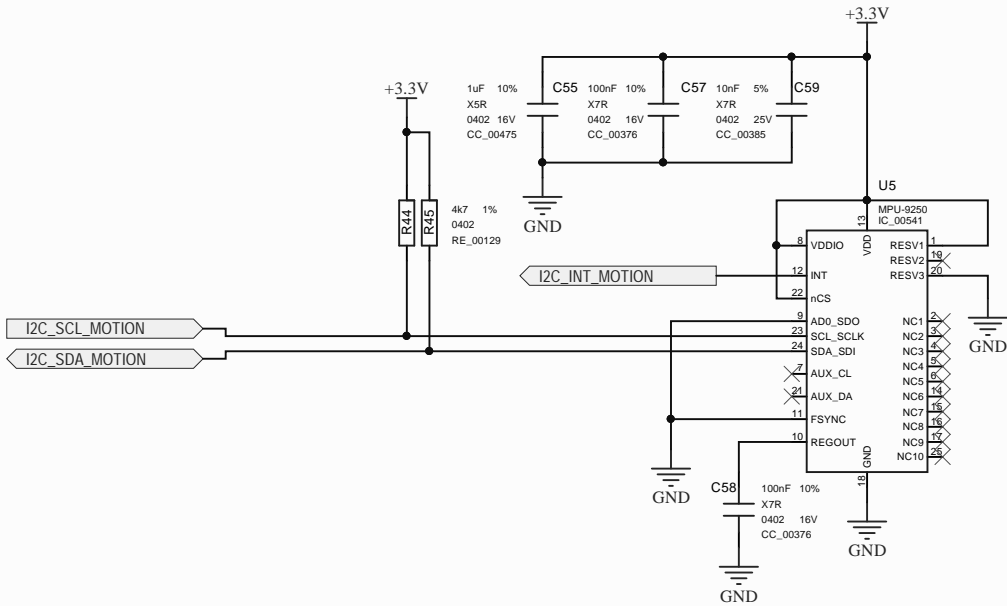 +3.3V
1uF 10%
X5R
0402 16V
CC_00475
C55
100nF 10%
X7R
0402 16V
CC_00376
C57
10nF 5%
X7R
0402 25V
CC_00385
C59
GND
+3.3V
R44
R45
4k7 1%
0402
RE_00129
U5
MPU-9250
IC_00541
13
VDD
8 VDDIO
12 INT
22 nCS
9 AD0_SDO
23 SCL_SCLK
24 SDA_SDI
7 AUX_CL
21 AUX_DA
11 FSYNC
10 REGOUT
RESV1 1
RESV2 19
RESV3 20
NC1 2
NC2 3
NC3 4
NC4 5
NC5 6
NC6 14
NC7 15
NC8 16
NC9 17
NC10 25
GND
18
I2C_INT_MOTION
I2C_SCL_MOTION
I2C_SDA_MOTION
GND
GND
C58
100nF 10%
X7R
0402 16V
CC_00376
GND
GND